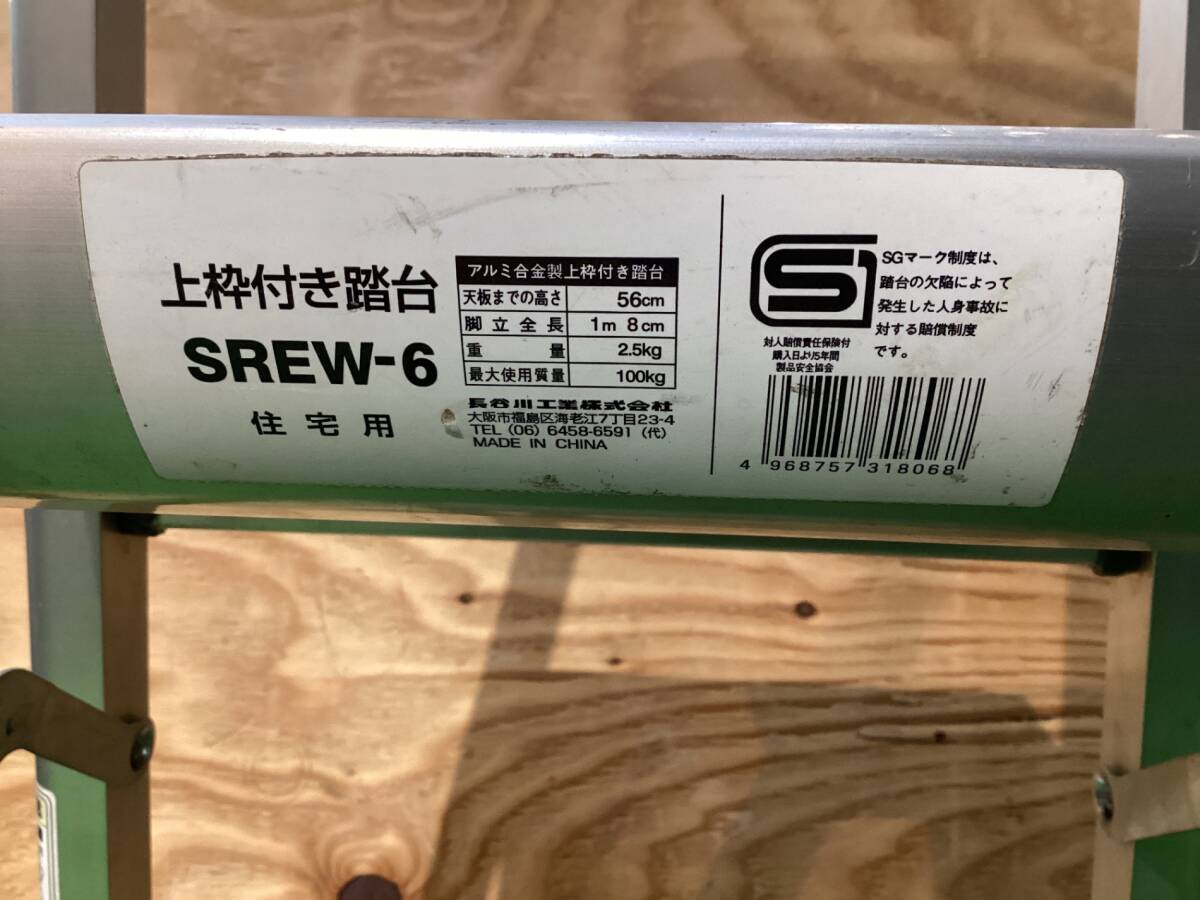 上枠付き踏台
SREW-6
住宅用
アルミ合金製上枠付き踏台
天板までの高さ 56cm
脚立全長 1m 8cm
重量 2.5kg
最大使用質量 100kg
長谷川工業株式会社
大阪市福島区海老江7丁目23-4
TEL (06) 6458-6591 (代)
MADE IN CHINA
SG
対人賠償責任保険付
購入日より5年間
製品安全協会
SGマーク制度は、
踏台の欠陥によって
発生した人身事故に
対する賠償制度
です。
4 968757 318068